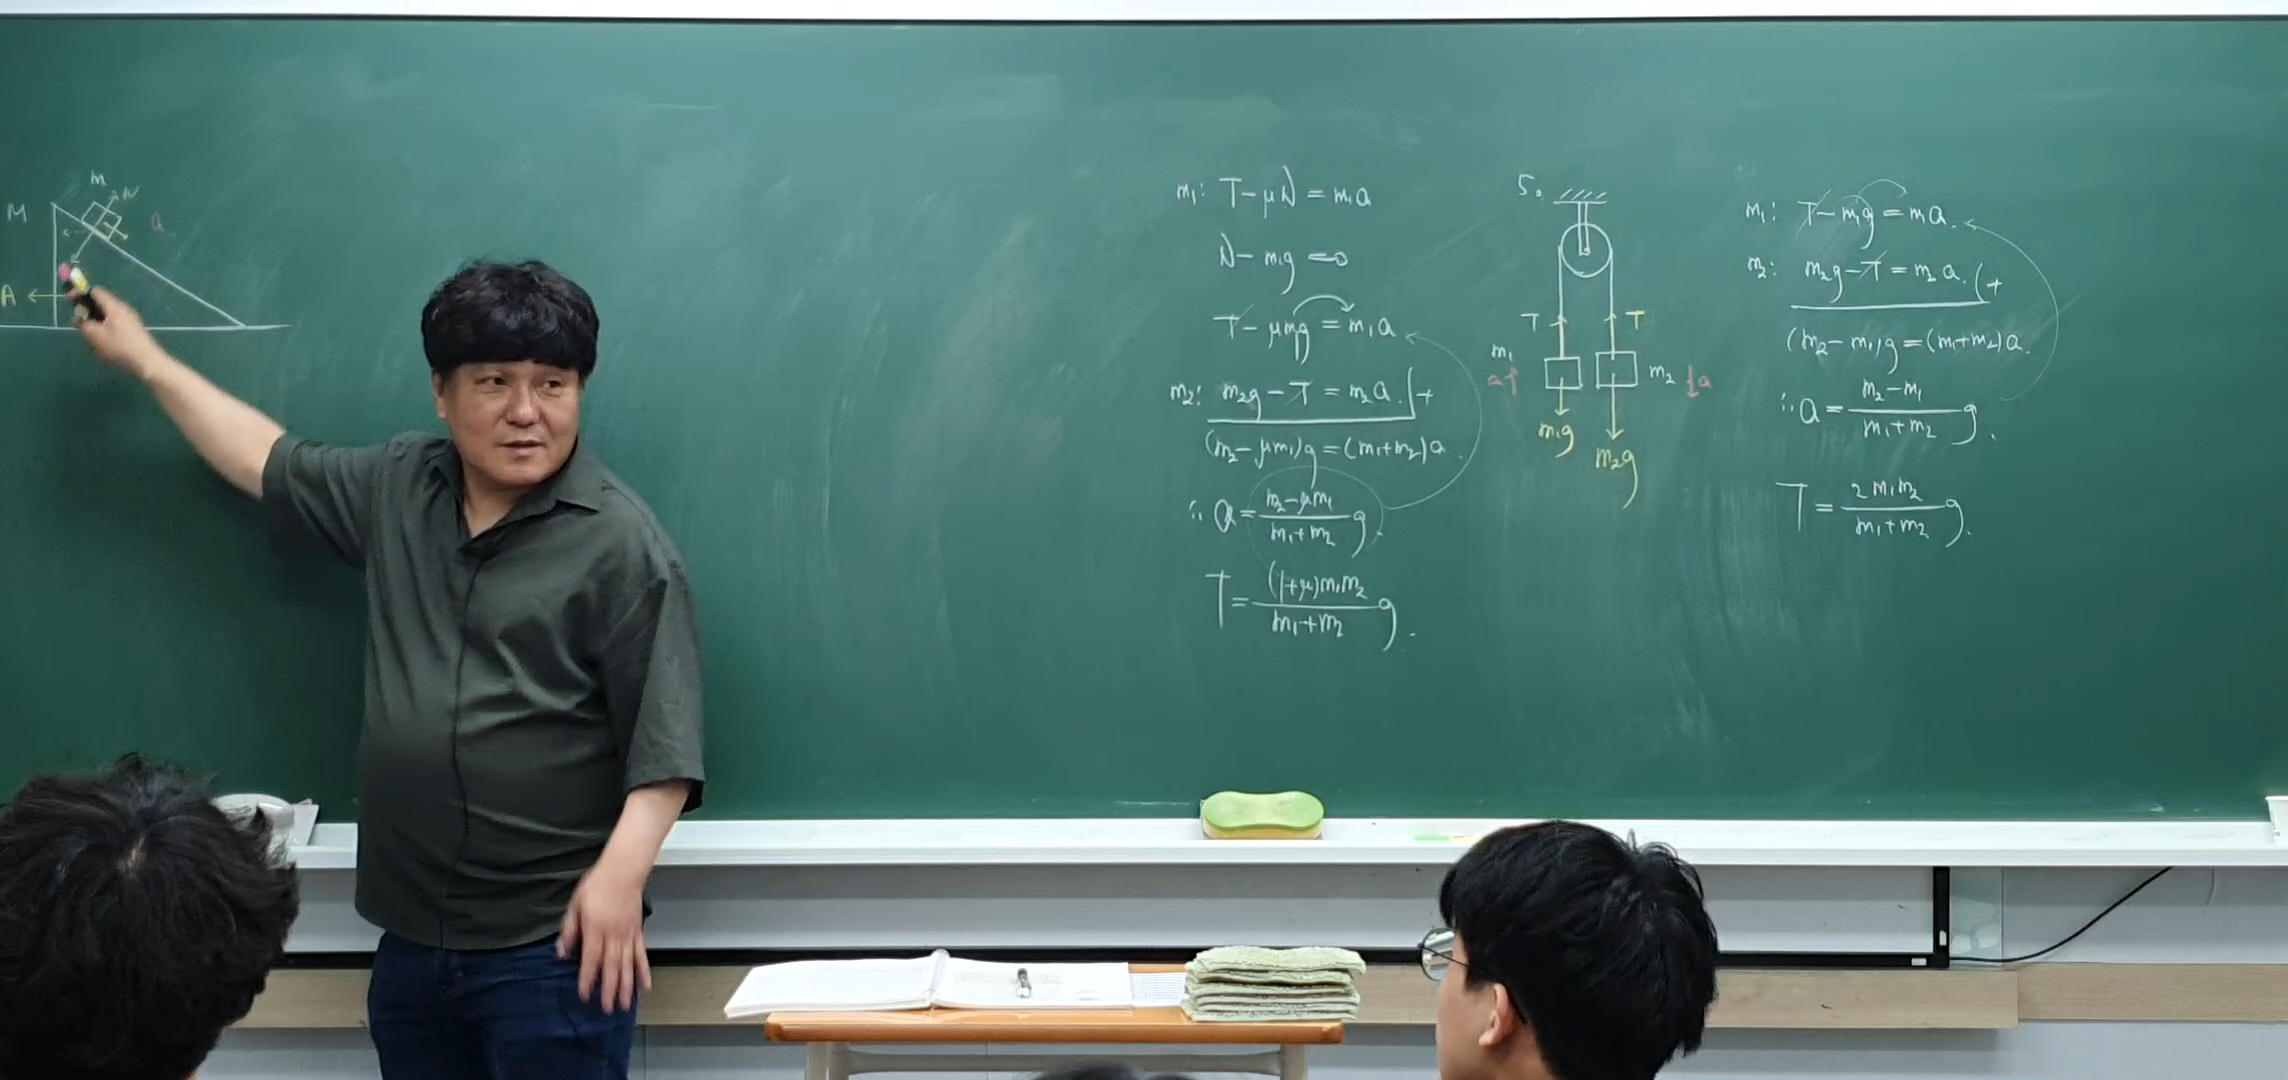 m
N
M
a
A
m₁: T - μN = m₁a
N - m₁g = 0
T - μm₁g = m₁a
m₂: m₂g - T = m₂a. (+
(m₂ - μm₁)g = (m₁+m₂)a.
∴ a = (m₂ - μm₁)/(m₁+m₂) g.
T = (1+μ)m₁m₂/(m₁+m₂) g.
5.
T
T
m₁
a
m₂
a
m₁g
m₂g
m₁: T - m₁g = m₁a.
m₂: m₂g - T = m₂a. (+
(m₂ - m₁)g = (m₁+m₂)a.
∴ a = (m₂ - m₁)/(m₁+m₂) g.
T = 2m₁m₂/(m₁+m₂) g.